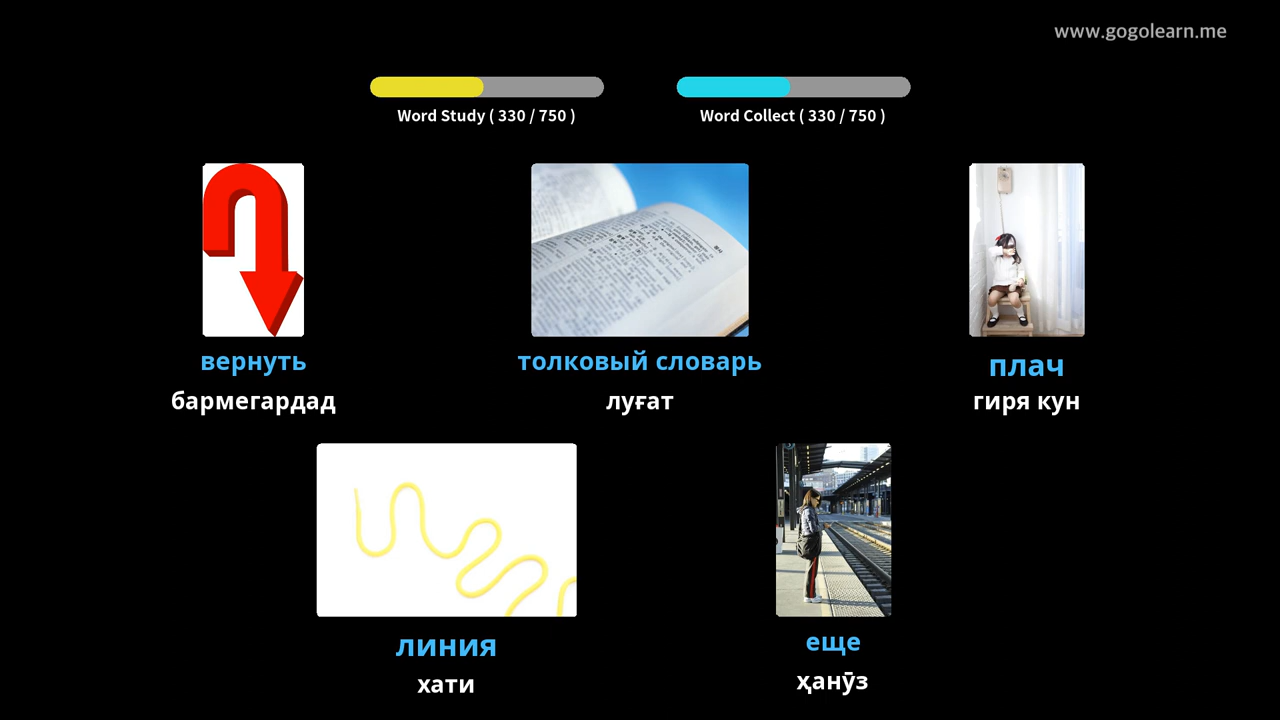 www.gogolearn.me
Word Study ( 330 / 750 )
Word Collect ( 330 / 750 )
вернуть
бармегардад
толковый словарь
луғат
плач
гиря кун
линия
хати
еще
ҳанӯз